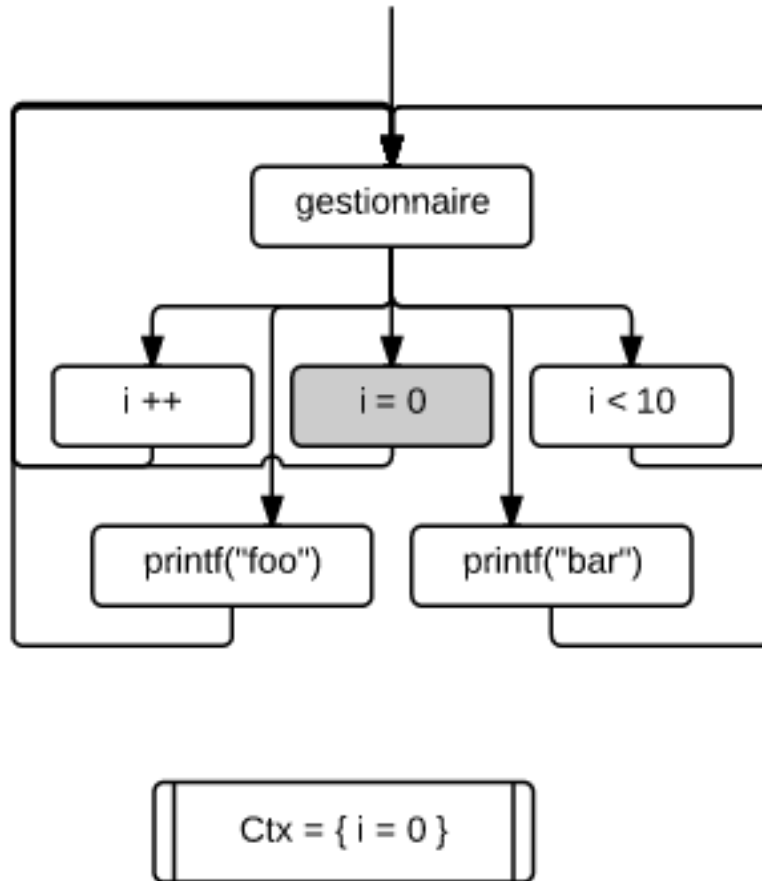 gestionnaire
i ++
i = 0
i < 10
printf("foo")
printf("bar")
Ctx = { i = 0 }